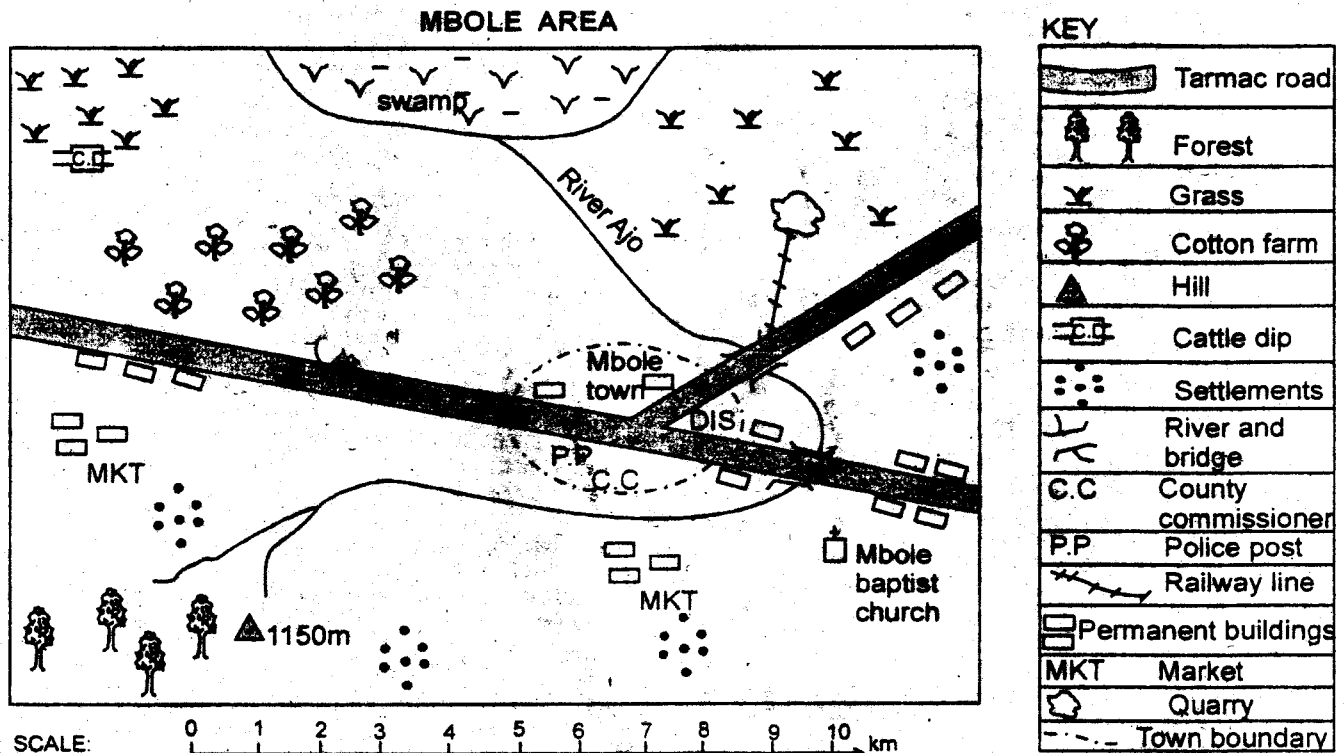 MBOLE AREA
swamp
C.D
River Ajo
Mbole
town
DIS
P.P
C.C
MKT
MKT
Mbole
baptist
church
1150m
SCALE:
0 1 2 3 4 5 6 7 8 9 10 km
KEY
Tarmac road
Forest
Grass
Cotton farm
Hill
C.D Cattle dip
Settlements
River and
bridge
C.C County
commissioner
P.P Police post
Railway line
Permanent buildings
MKT Market
Quarry
Town boundary